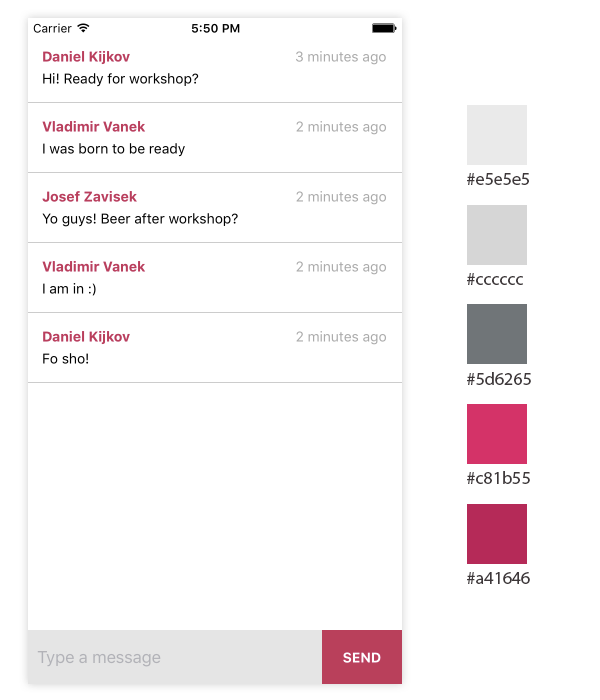 Carrier 5:50 PM
Daniel Kijkov 3 minutes ago
Hi! Ready for workshop?
Vladimir Vanek 2 minutes ago
I was born to be ready
Josef Zavisek 2 minutes ago
Yo guys! Beer after workshop?
Vladimir Vanek 2 minutes ago
I am in :)
Daniel Kijkov 2 minutes ago
Fo sho!
Type a message SEND
#e5e5e5
#cccccc
#5d6265
#c81b55
#a41646